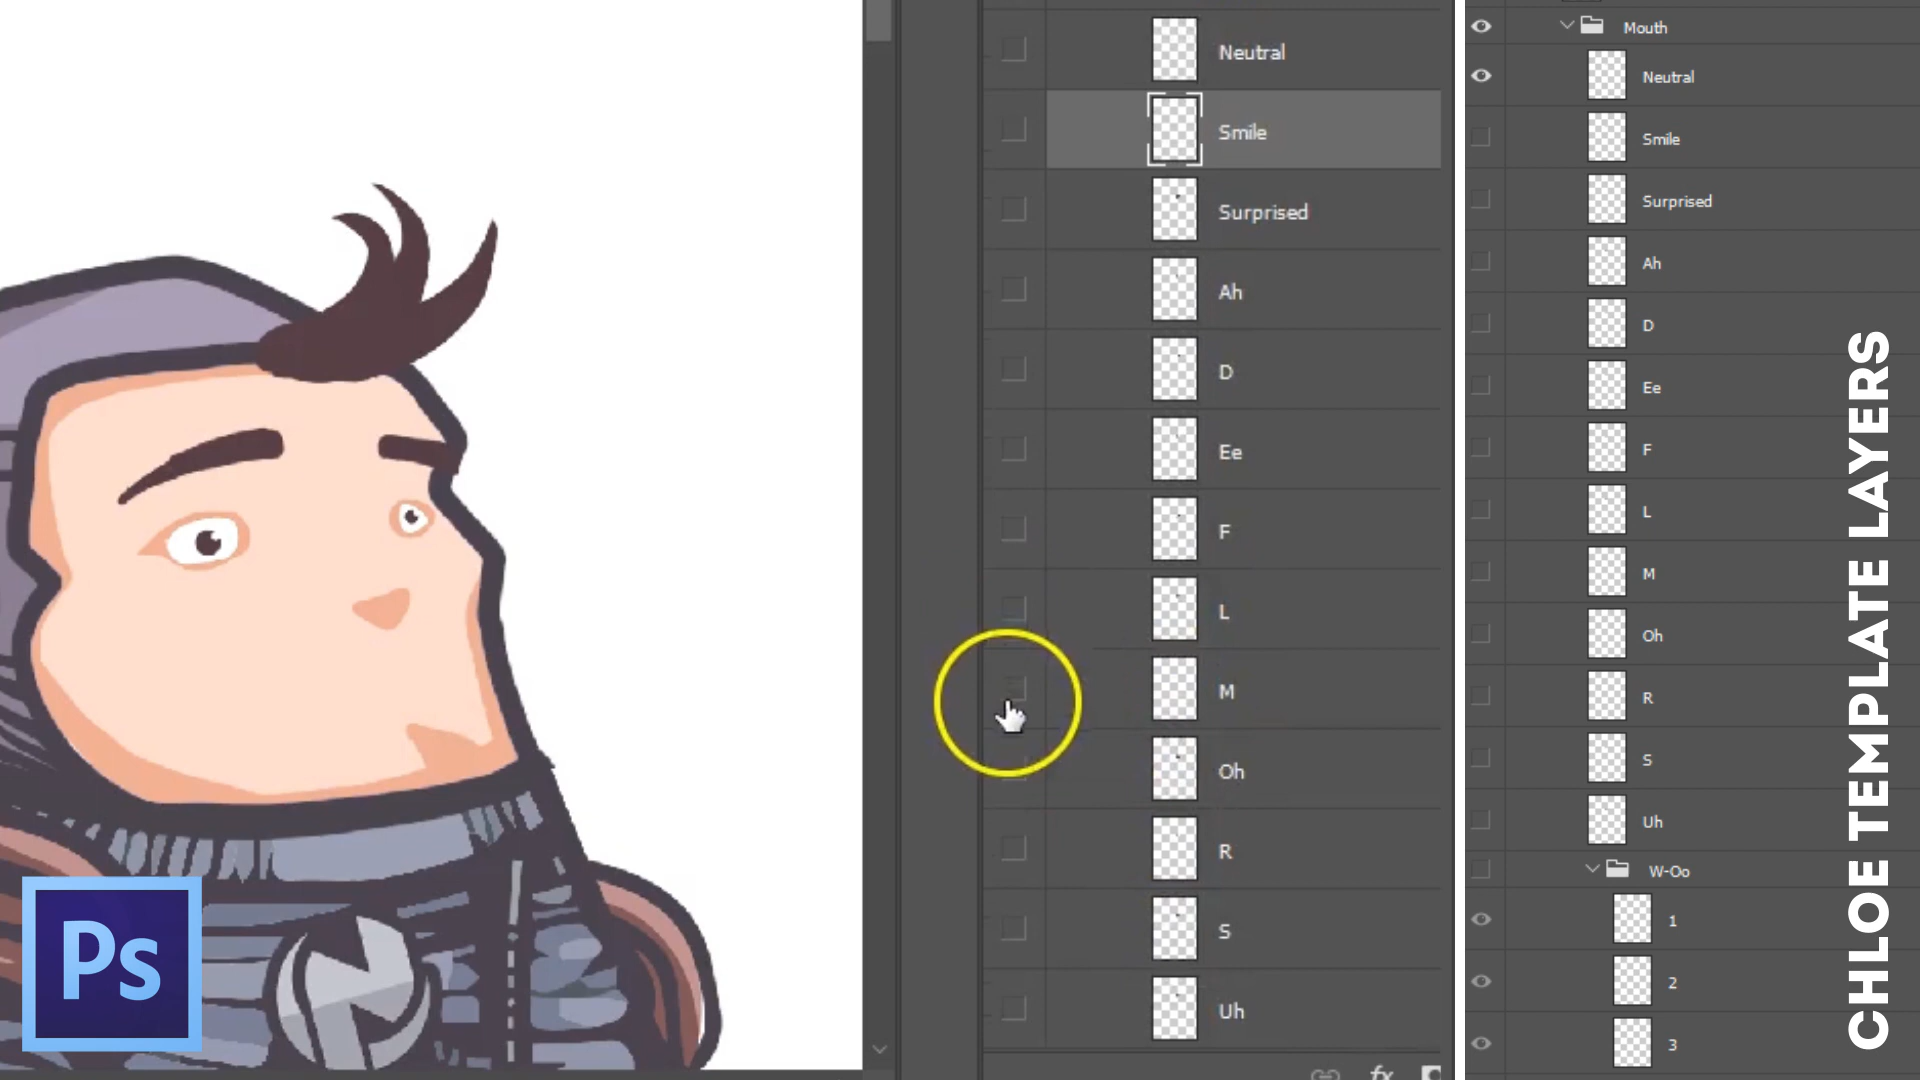 Neutral
Smile
Surprised
Ah
D
Ee
F
L
M
Oh
R
S
Uh
fx
Mouth
Neutral
Smile
Surprised
Ah
D
Ee
F
L
M
Oh
R
S
Uh
W-Oo
1
2
3
CHLOE TEMPLATE LAYERS
Ps